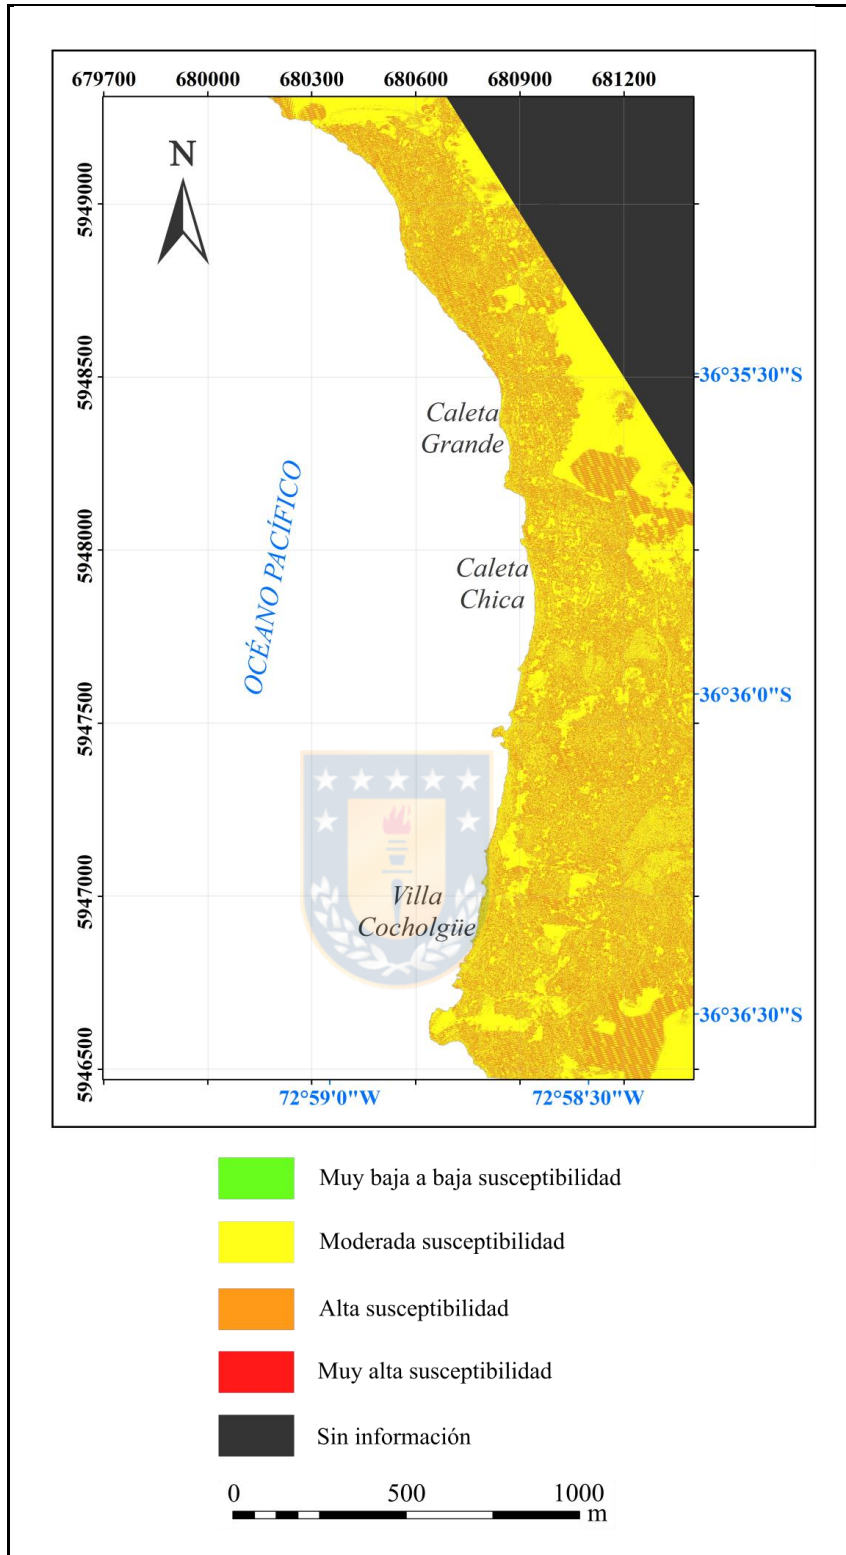 679700 680000 680300 680600 680900 681200
N
5949000
5948500
36°35'30"S
Caleta
Grande
OCÉANO PACÍFICO
5948000
Caleta
Chica
36°36'0"S
5947500
5947000
Villa
Cocholgüe
36°36'30"S
5946500
72°59'0"W 72°58'30"W
Muy baja a baja susceptibilidad
Moderada susceptibilidad
Alta susceptibilidad
Muy alta susceptibilidad
Sin información
0 500 1000
m